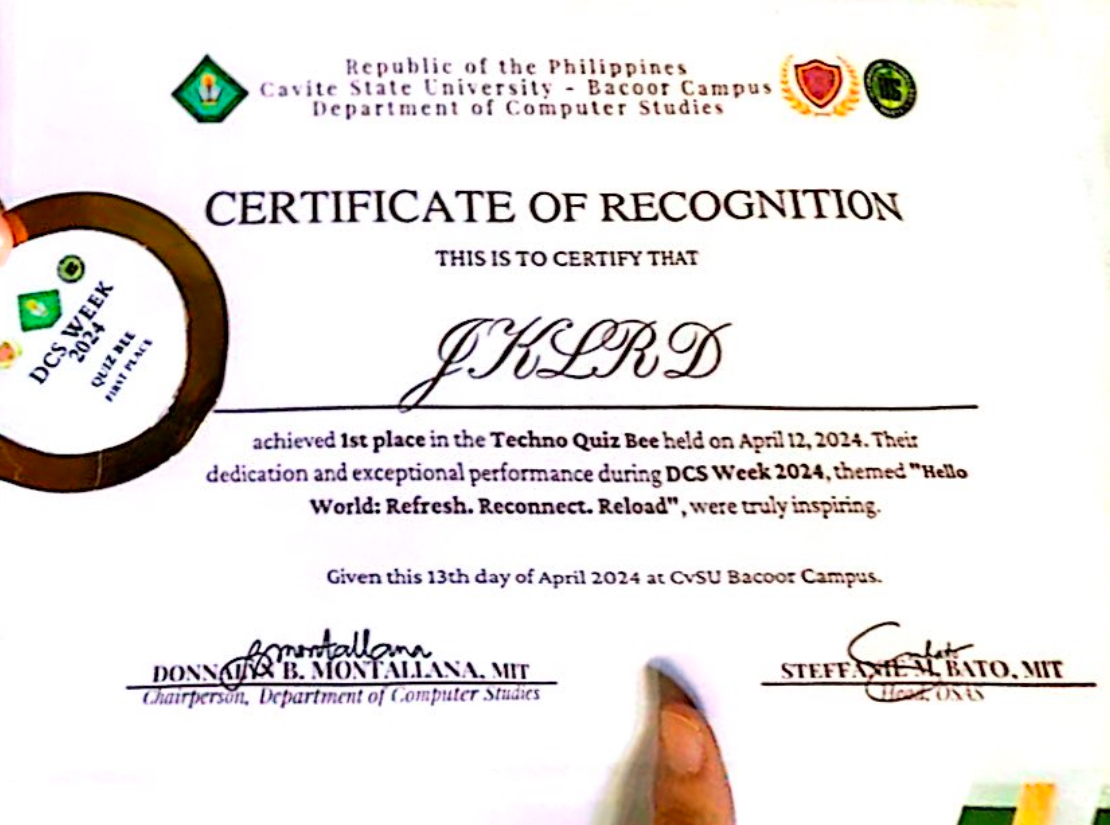 Republic of the Philippines
Cavite State University - Bacoor Campus
Department of Computer Studies
CERTIFICATE OF RECOGNITION
THIS IS TO CERTIFY THAT
JKLRD
DCS WEEK
2024
QUIZ BEE
FIRST PLACE
achieved 1st place in the Techno Quiz Bee held on April 12, 2024. Their
dedication and exceptional performance during DCS Week 2024, themed "Hello
World: Refresh. Reconnect. Reload", were truly inspiring.
Given this 13th day of April 2024 at CvSU Bacoor Campus.
B. MONTALLANA, MIT
Chairperson, Department of Computer Studies
STEFFANIE M. BATO, MIT
Head, OSAS